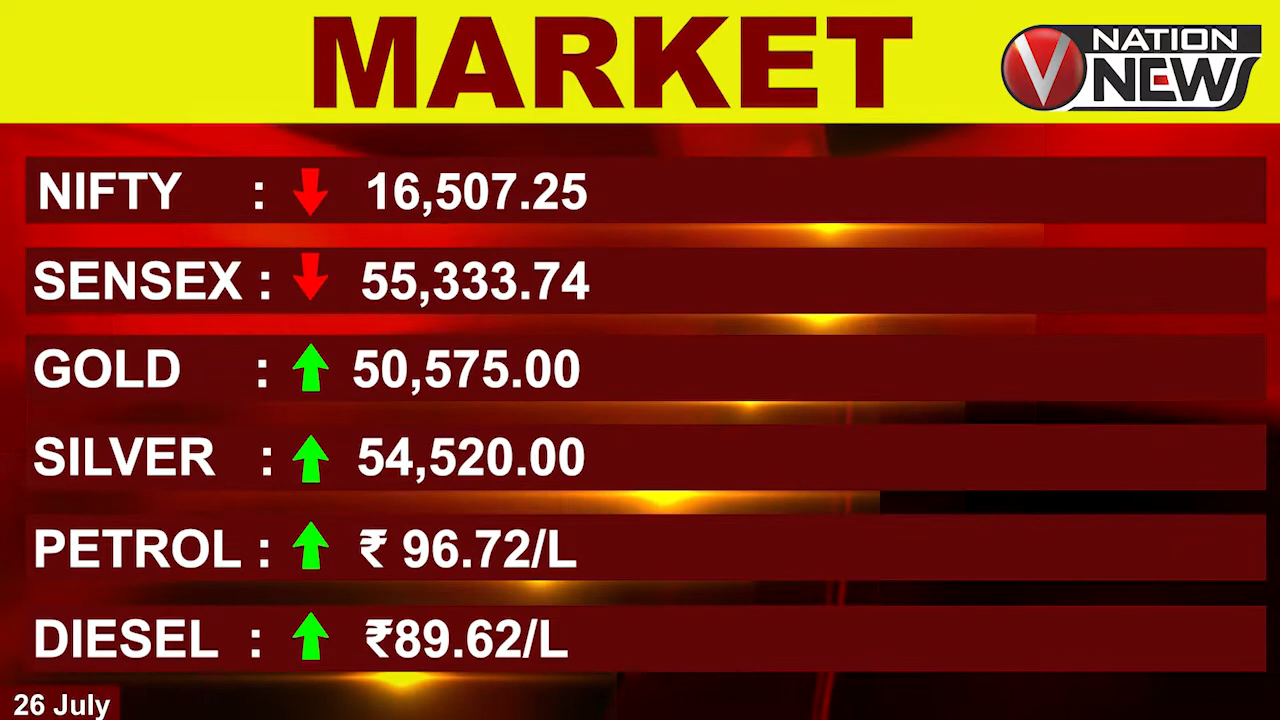 MARKET
V NATION
NEWS
NIFTY : 16,507.25
SENSEX : 55,333.74
GOLD : 50,575.00
SILVER : 54,520.00
PETROL : ₹ 96.72/L
DIESEL : ₹89.62/L
26 July